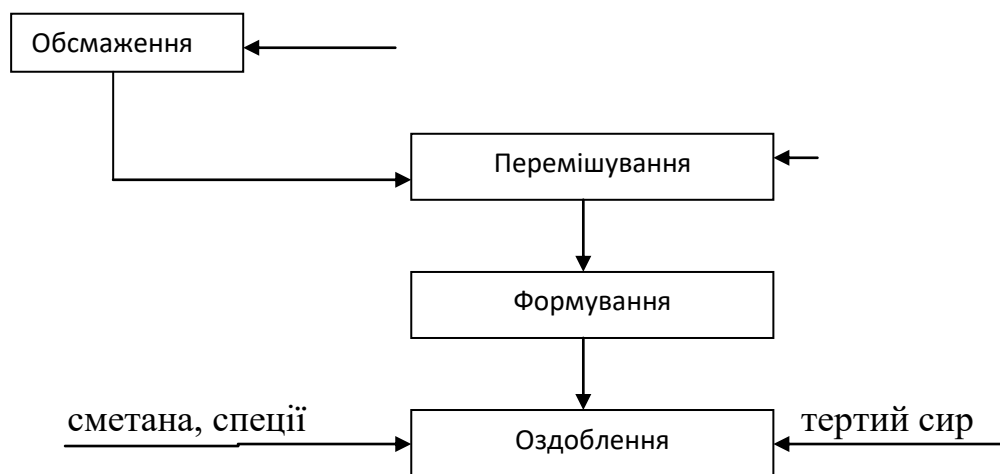 Обсмаження
Перемішування
Формування
сметана, спеції
Оздоблення
тертий сир